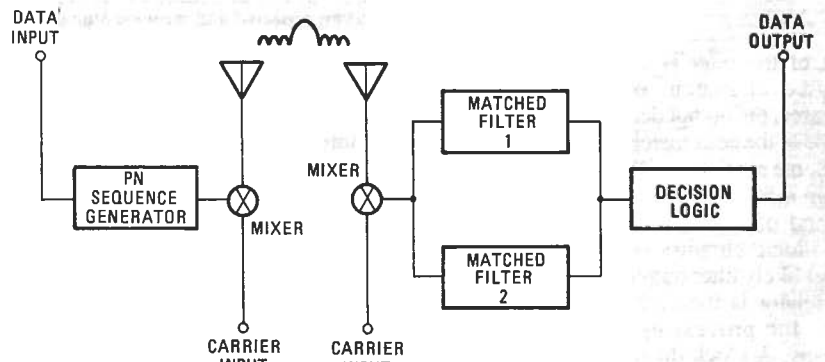 DATA
INPUT
DATA
OUTPUT
MATCHED
FILTER
1
MIXER
PN
SEQUENCE
GENERATOR
MIXER
DECISION
LOGIC
MATCHED
FILTER
2
CARRIER
INPUT
CARRIER
INPUT